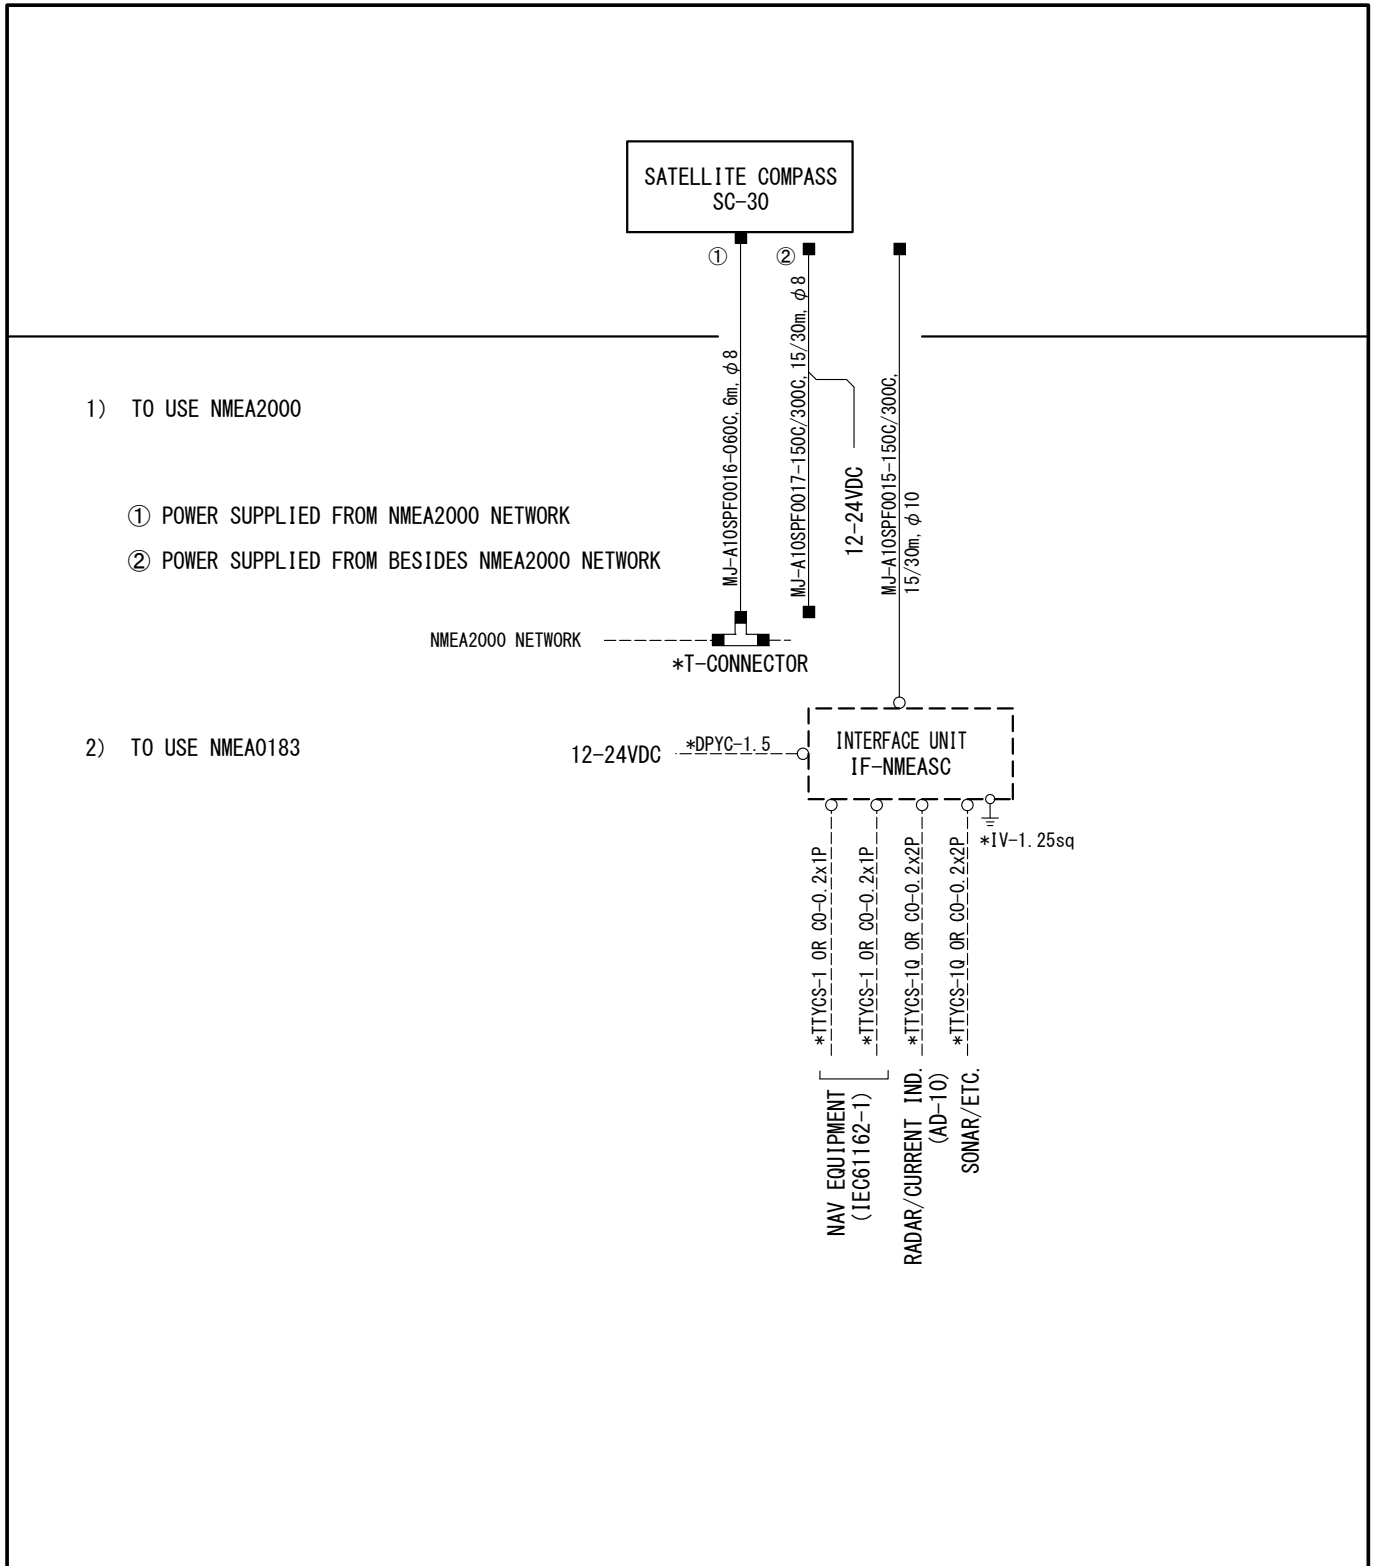 SATELLITE COMPASS
SC-30
①
②
MJ-A10SPF0016-060C, 6m, φ8
MJ-A10SPF0017-150C/300C, 15/30m, φ8
12-24VDC
MJ-A10SPF0015-150C/300C,
15/30m, φ10
1) TO USE NMEA2000
① POWER SUPPLIED FROM NMEA2000 NETWORK
② POWER SUPPLIED FROM BESIDES NMEA2000 NETWORK
NMEA2000 NETWORK
*T-CONNECTOR
2) TO USE NMEA0183
12-24VDC
*DPYC-1.5
INTERFACE UNIT
IF-NMEASC
*IV-1.25sq
*TTYCS-1 OR CO-0.2x1P
*TTYCS-1 OR CO-0.2x1P
*TTYCS-1Q OR CO-0.2x2P
*TTYCS-1Q OR CO-0.2x2P
NAV EQUIPMENT
(IEC61162-1)
RADAR/CURRENT IND.
(AD-10)
SONAR/ETC.